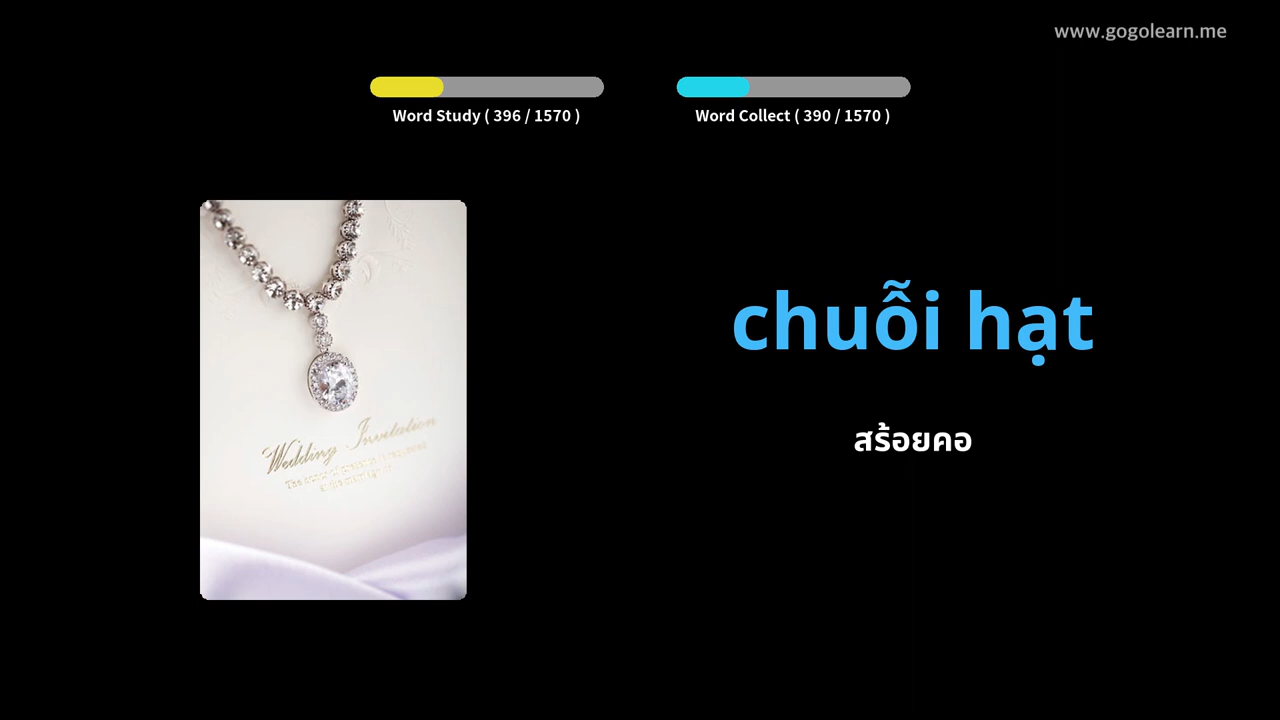 www.gogolearn.me
Word Study ( 396 / 1570 )
Word Collect ( 390 / 1570 )
chuỗi hạt
สร้อยคอ
Wedding Invitation